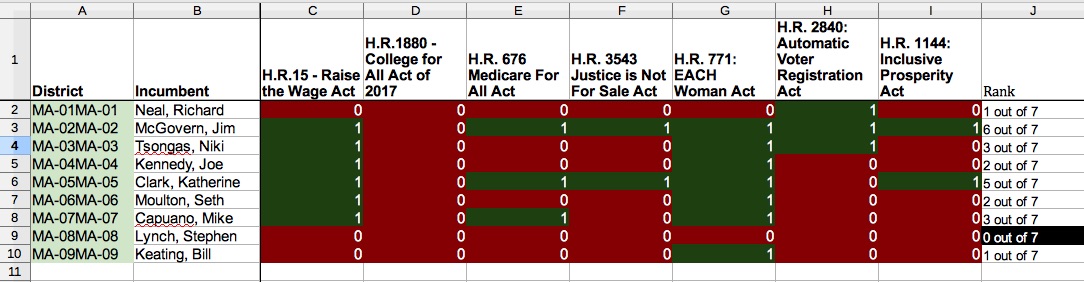 A B C D E F G H I J
1 District Incumbent H.R.15 - Raise the Wage Act H.R.1880 - College for All Act of 2017 H.R. 676 Medicare For All Act H.R. 3543 Justice is Not For Sale Act H.R. 771: EACH Woman Act H.R. 2840: Automatic Voter Registration Act H.R. 1144: Inclusive Prosperity Act Rank
2 MA-01MA-01 Neal, Richard 0 0 0 0 0 1 0 1 out of 7
3 MA-02MA-02 McGovern, Jim 1 0 1 1 1 1 1 6 out of 7
4 MA-03MA-03 Tsongas, Niki 1 0 0 0 1 1 0 3 out of 7
5 MA-04MA-04 Kennedy, Joe 1 0 0 0 1 0 0 2 out of 7
6 MA-05MA-05 Clark, Katherine 1 0 1 1 1 0 1 5 out of 7
7 MA-06MA-06 Moulton, Seth 1 0 0 0 1 0 0 2 out of 7
8 MA-07MA-07 Capuano, Mike 1 0 1 0 1 0 0 3 out of 7
9 MA-08MA-08 Lynch, Stephen 0 0 0 0 0 0 0 0 out of 7
10 MA-09MA-09 Keating, Bill 0 0 0 0 1 0 0 1 out of 7
11